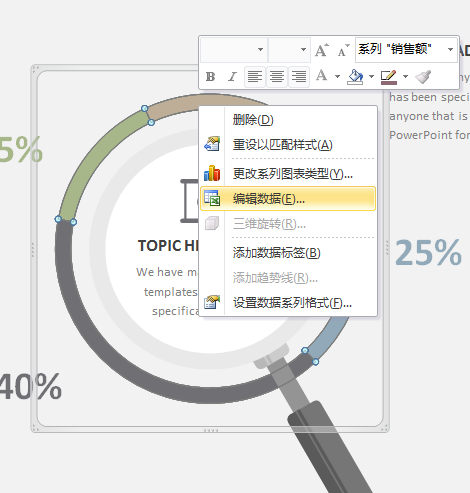 系列 "销售额"
A A
B I A
has been speci
anyone that is
PowerPoint for
5%
删除(D)
重设以匹配样式(A)
更改系列图表类型(Y)...
编辑数据(E)...
三维旋转(R)...
添加数据标签(B)
添加趋势线(R)...
设置数据系列格式(F)...
TOPIC HE
We have ma
templates
specifica
25%
40%